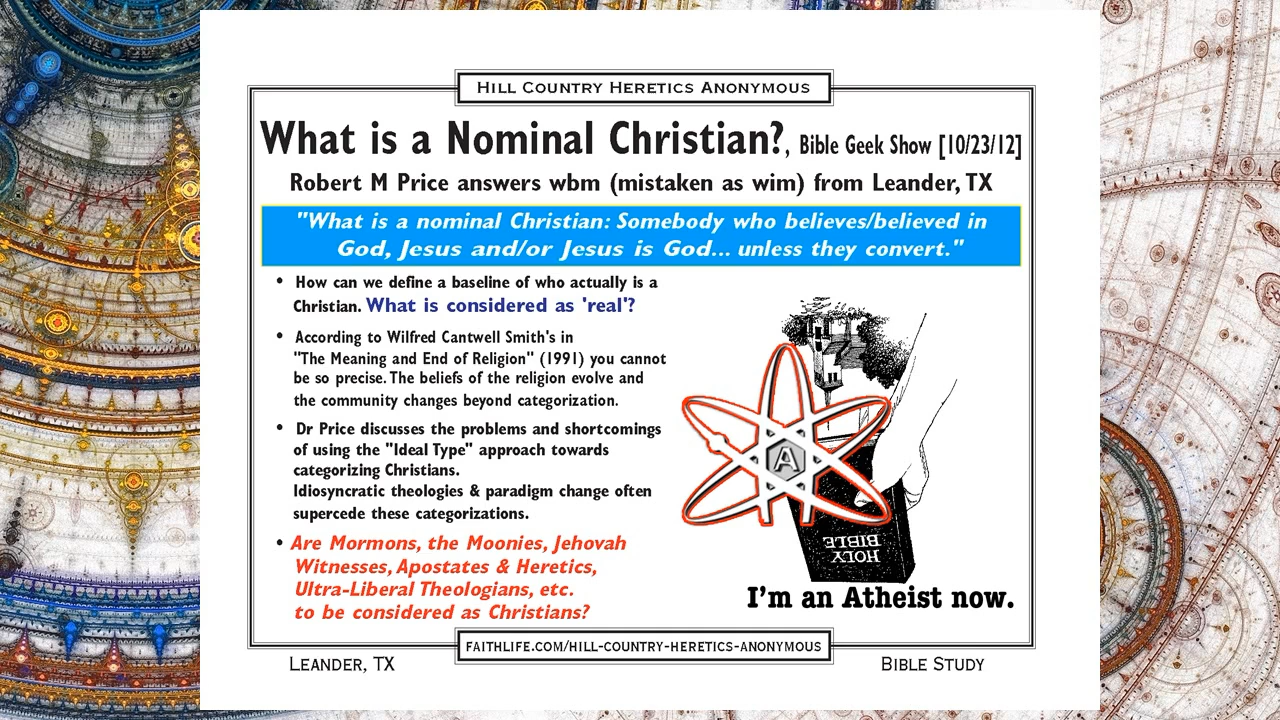 HILL COUNTRY HERETICS ANONYMOUS
What is a Nominal Christian?, Bible Geek Show [10/23/12]
Robert M Price answers wbm (mistaken as wim) from Leander, TX
"What is a nominal Christian: Somebody who believes/believed in
God, Jesus and/or Jesus is God... unless they convert."
• How can we define a baseline of who actually is a
Christian. What is considered as 'real'?
• According to Wilfred Cantwell Smith's in
"The Meaning and End of Religion" (1991) you cannot
be so precise. The beliefs of the religion evolve and
the community changes beyond categorization.
• Dr Price discusses the problems and shortcomings
of using the "Ideal Type" approach towards
categorizing Christians.
Idiosyncratic theologies & paradigm change often
supercede these categorizations.
• Are Mormons, the Moonies, Jehovah
Witnesses, Apostates & Heretics,
Ultra-Liberal Theologians, etc.
to be considered as Christians?
A
HOLY
BIBLE
I'm an Atheist now.
FAITHLIFE.COM/HILL-COUNTRY-HERETICS-ANONYMOUS
LEANDER, TX
BIBLE STUDY